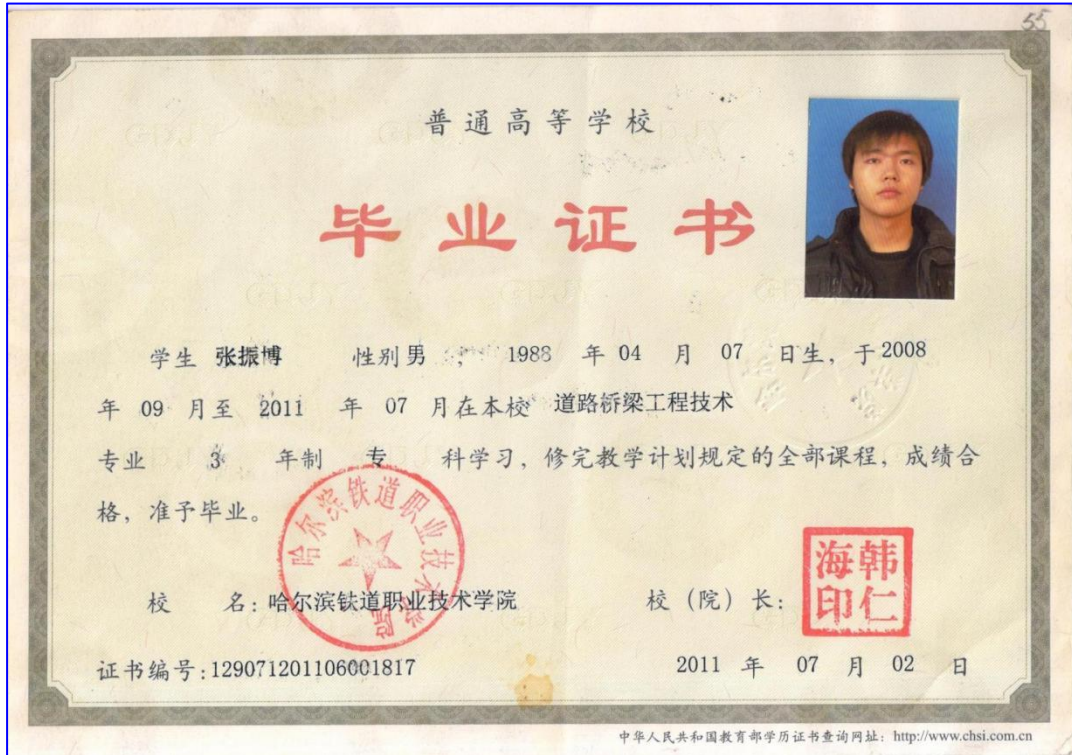 55
普通高等学校
毕业证书
学生 张振博 性别 男 , 1988 年 04 月 07 日生, 于 2008
年 09 月至 2011 年 07 月在本校 道路桥梁工程技术
专业 3 年制 专 科学习, 修完教学计划规定的全部课程, 成绩合
格, 准予毕业。
哈尔滨铁道职业技术学院
校 名: 哈尔滨铁道职业技术学院 校 (院) 长:
韩仁海印
证书编号:129071201106001817 2011 年 07 月 02 日
中华人民共和国教育部学历证书查询网址: http://www.chsi.com.cn